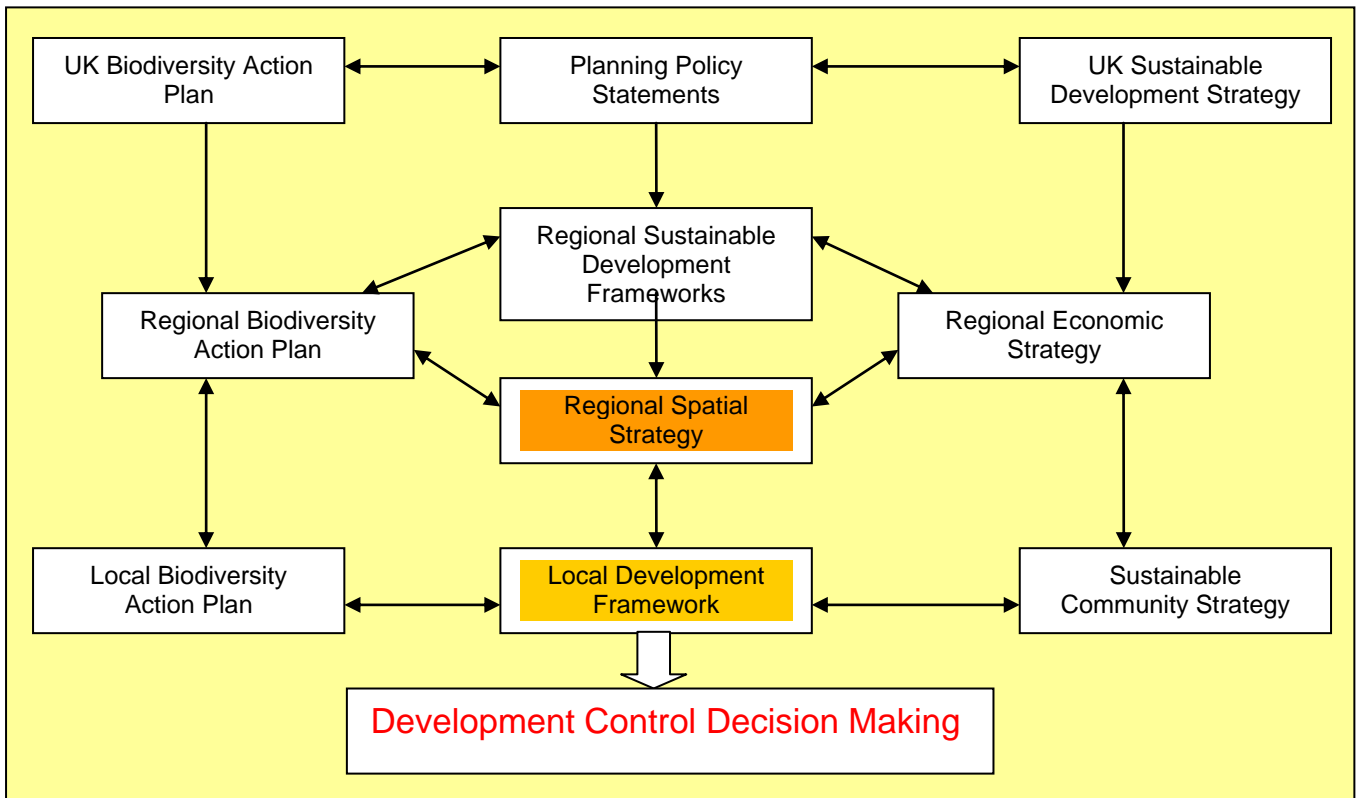 UK Biodiversity Action
Plan
Planning Policy
Statements
UK Sustainable
Development Strategy
Regional Sustainable
Development
Frameworks
Regional Biodiversity
Action Plan
Regional Economic
Strategy
Regional Spatial
Strategy
Local Biodiversity
Action Plan
Local Development
Framework
Sustainable
Community Strategy
Development Control Decision Making